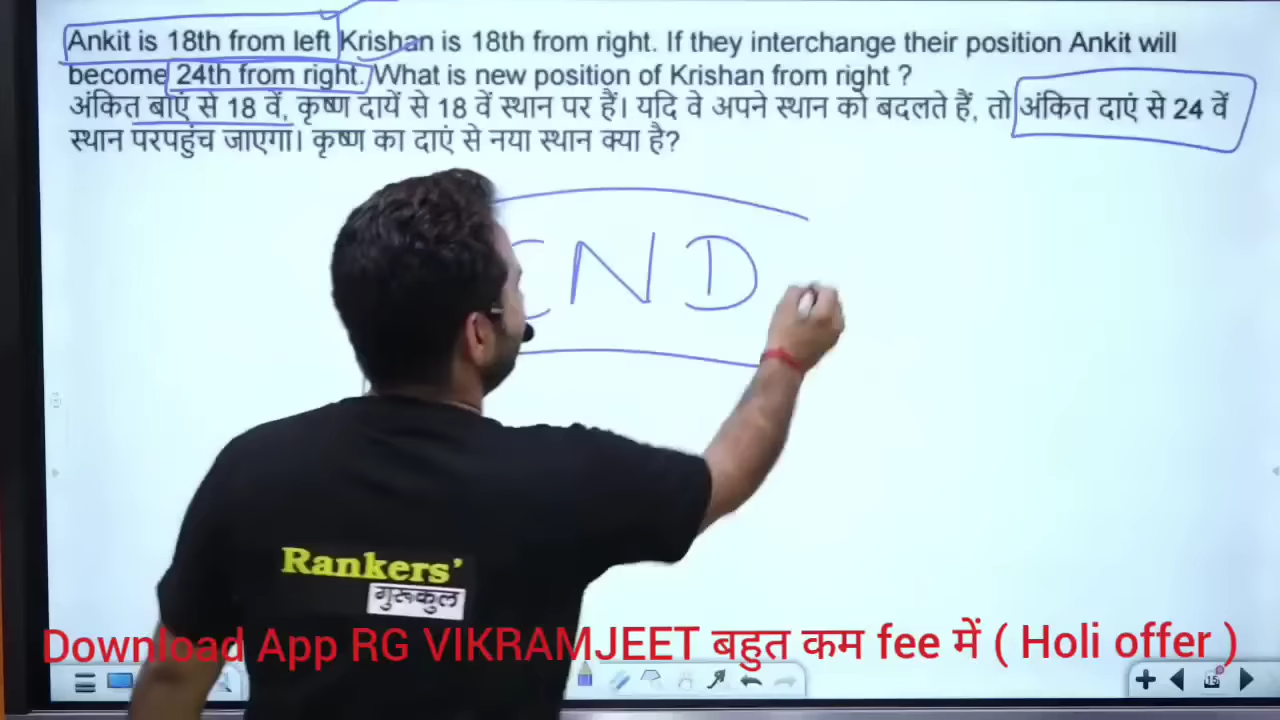 Ankit is 18th from left Krishan is 18th from right. If they interchange their position Ankit will
become 24th from right. What is new position of Krishan from right ?
अंकित बाएं से 18 वें, कृष्ण दायें से 18 वें स्थान पर हैं। यदि वे अपने स्थान को बदलते हैं, तो अंकित दाएं से 24 वें
स्थान परपहुंच जाएगा। कृष्ण का दाएं से नया स्थान क्या है?
CND
Rankers'
गुरूकुल
Download App RG VIKRAMJEET बहुत कम fee में ( Holi offer )
15